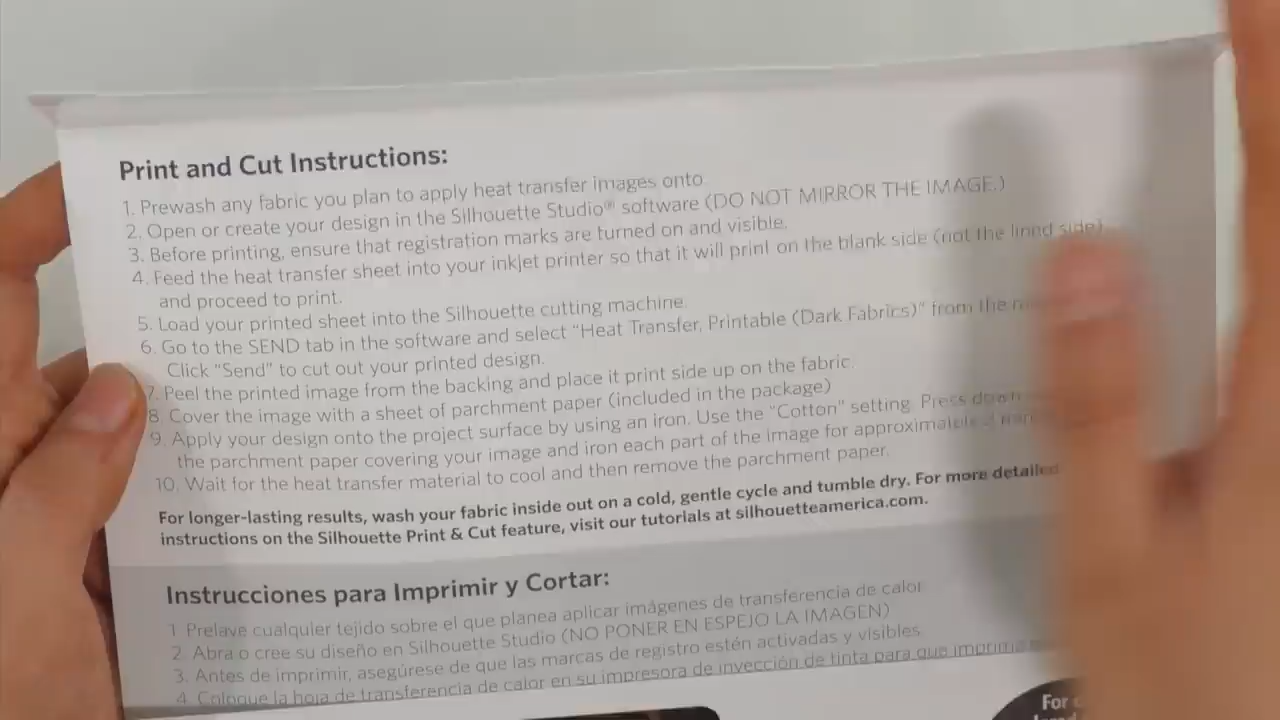 Print and Cut Instructions:
1. Prewash any fabric you plan to apply heat transfer images onto.
2. Open or create your design in the Silhouette Studio® software (DO NOT MIRROR THE IMAGE.)
3. Before printing, ensure that registration marks are turned on and visible.
4. Feed the heat transfer sheet into your inkjet printer so that it will print on the blank side (not the lined side)
and proceed to print.
5. Load your printed sheet into the Silhouette cutting machine.
6. Go to the SEND tab in the software and select “Heat Transfer, Printable (Dark Fabrics)” from the
Click “Send” to cut out your printed design.
7. Peel the printed image from the backing and place it print side up on the fabric.
8. Cover the image with a sheet of parchment paper (included in the package)
9. Apply your design onto the project surface by using an iron. Use the “Cotton” setting. Press down
the parchment paper covering your image and iron each part of the image for approximately
10. Wait for the heat transfer material to cool and then remove the parchment paper.
For longer-lasting results, wash your fabric inside out on a cold, gentle cycle and tumble dry. For more detailed
instructions on the Silhouette Print & Cut feature, visit our tutorials at silhouetteamerica.com.
Instrucciones para Imprimir y Cortar:
1 Prelave cualquier tejido sobre el que planea aplicar imágenes de transferencia de calor
2. Abra o cree su diseño en Silhouette Studio (NO PONER EN ESPEJO LA IMAGEN)
3. Antes de imprimir, asegúrese de que las marcas de registro estén activadas y visibles.
4. Coloque la hoja de transferencia de calor en su impresora de inyección de tinta para que imprima
For